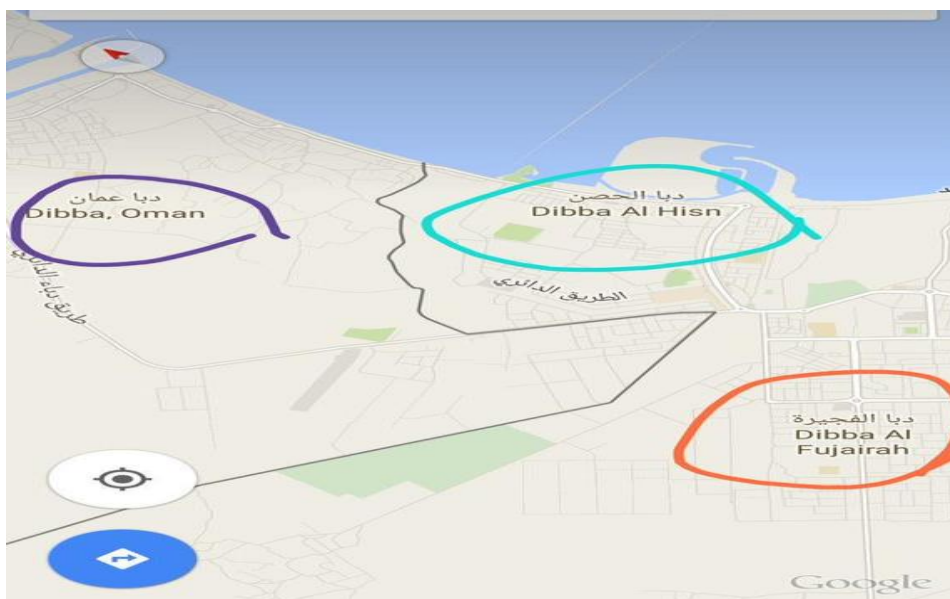 دبا عمان
Dibba, Oman
دبا الحصن
Dibba Al Hisn
الطريق الدائري
دبا الفجيرة
Dibba Al
Fujairah
Google